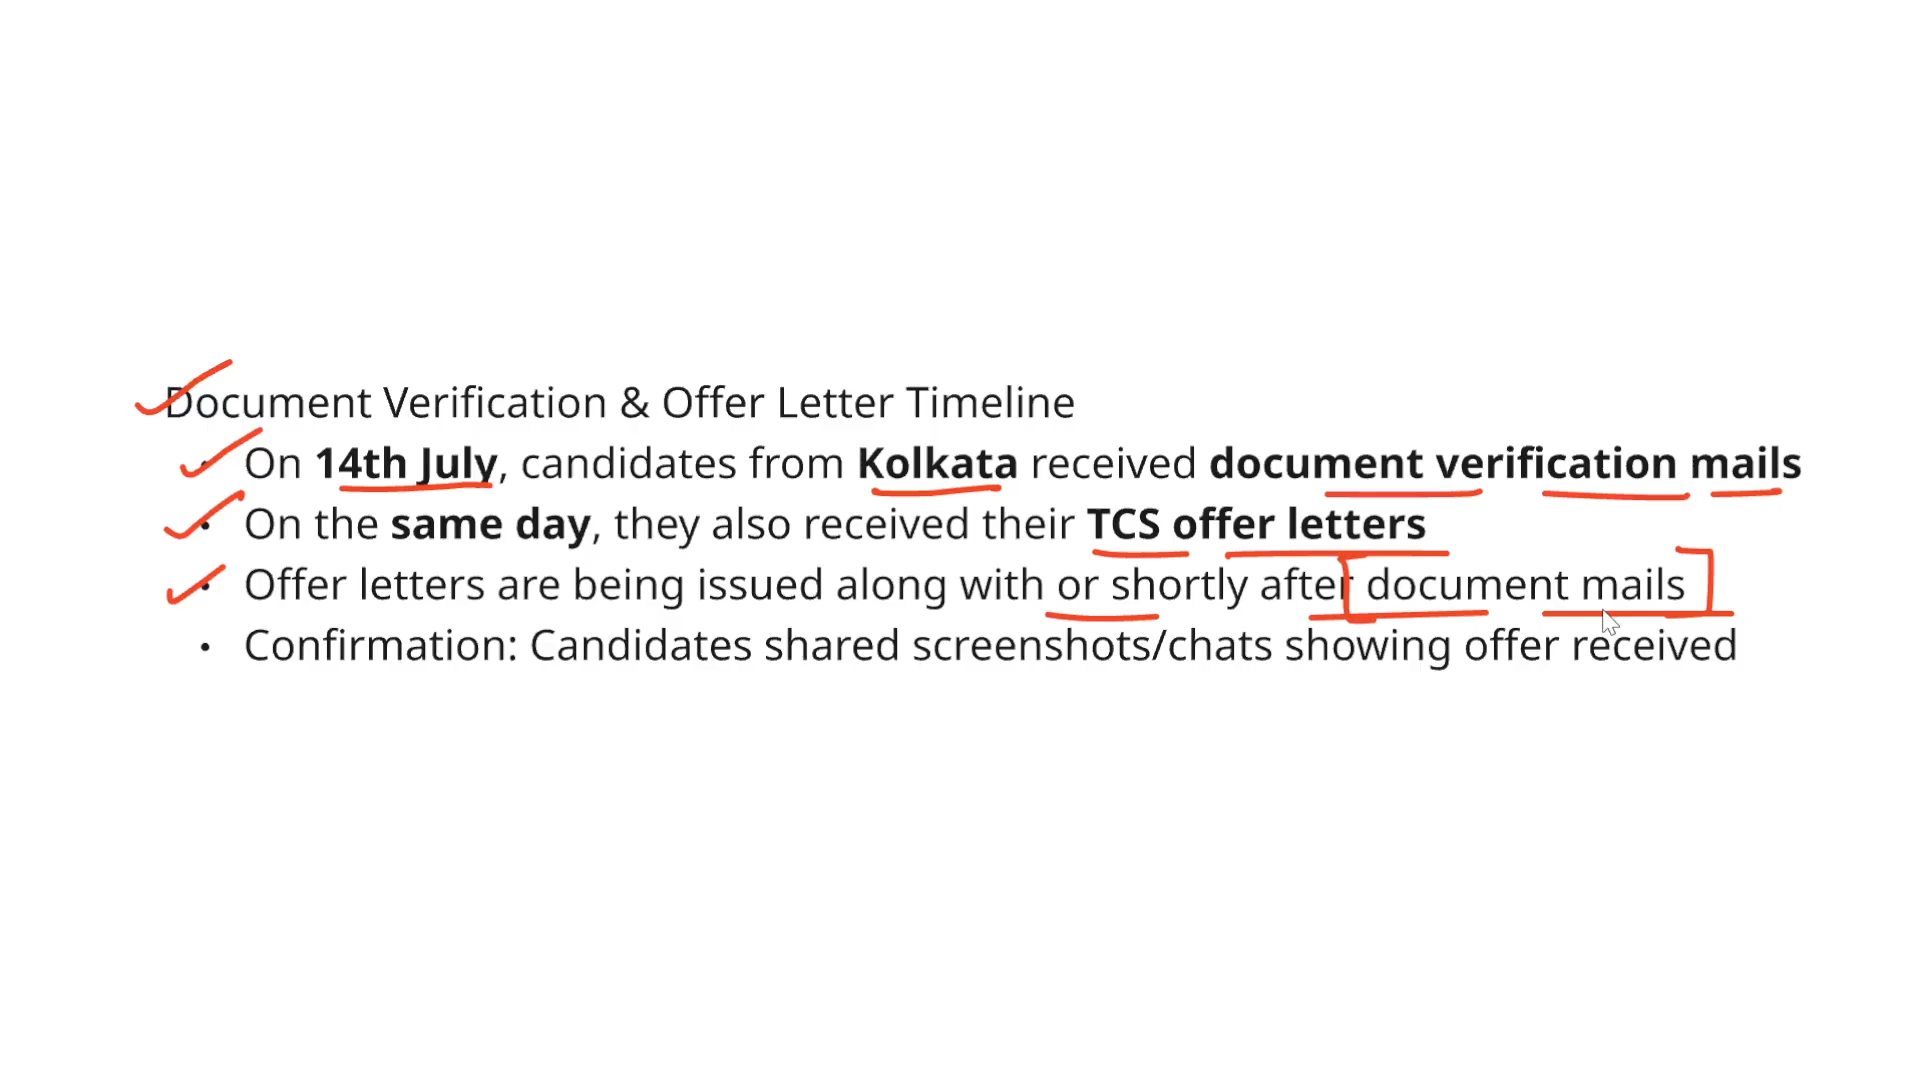 Document Verification & Offer Letter Timeline
• On 14th July, candidates from Kolkata received document verification mails
• On the same day, they also received their TCS offer letters
• Offer letters are being issued along with or shortly after document mails
• Confirmation: Candidates shared screenshots/chats showing offer received